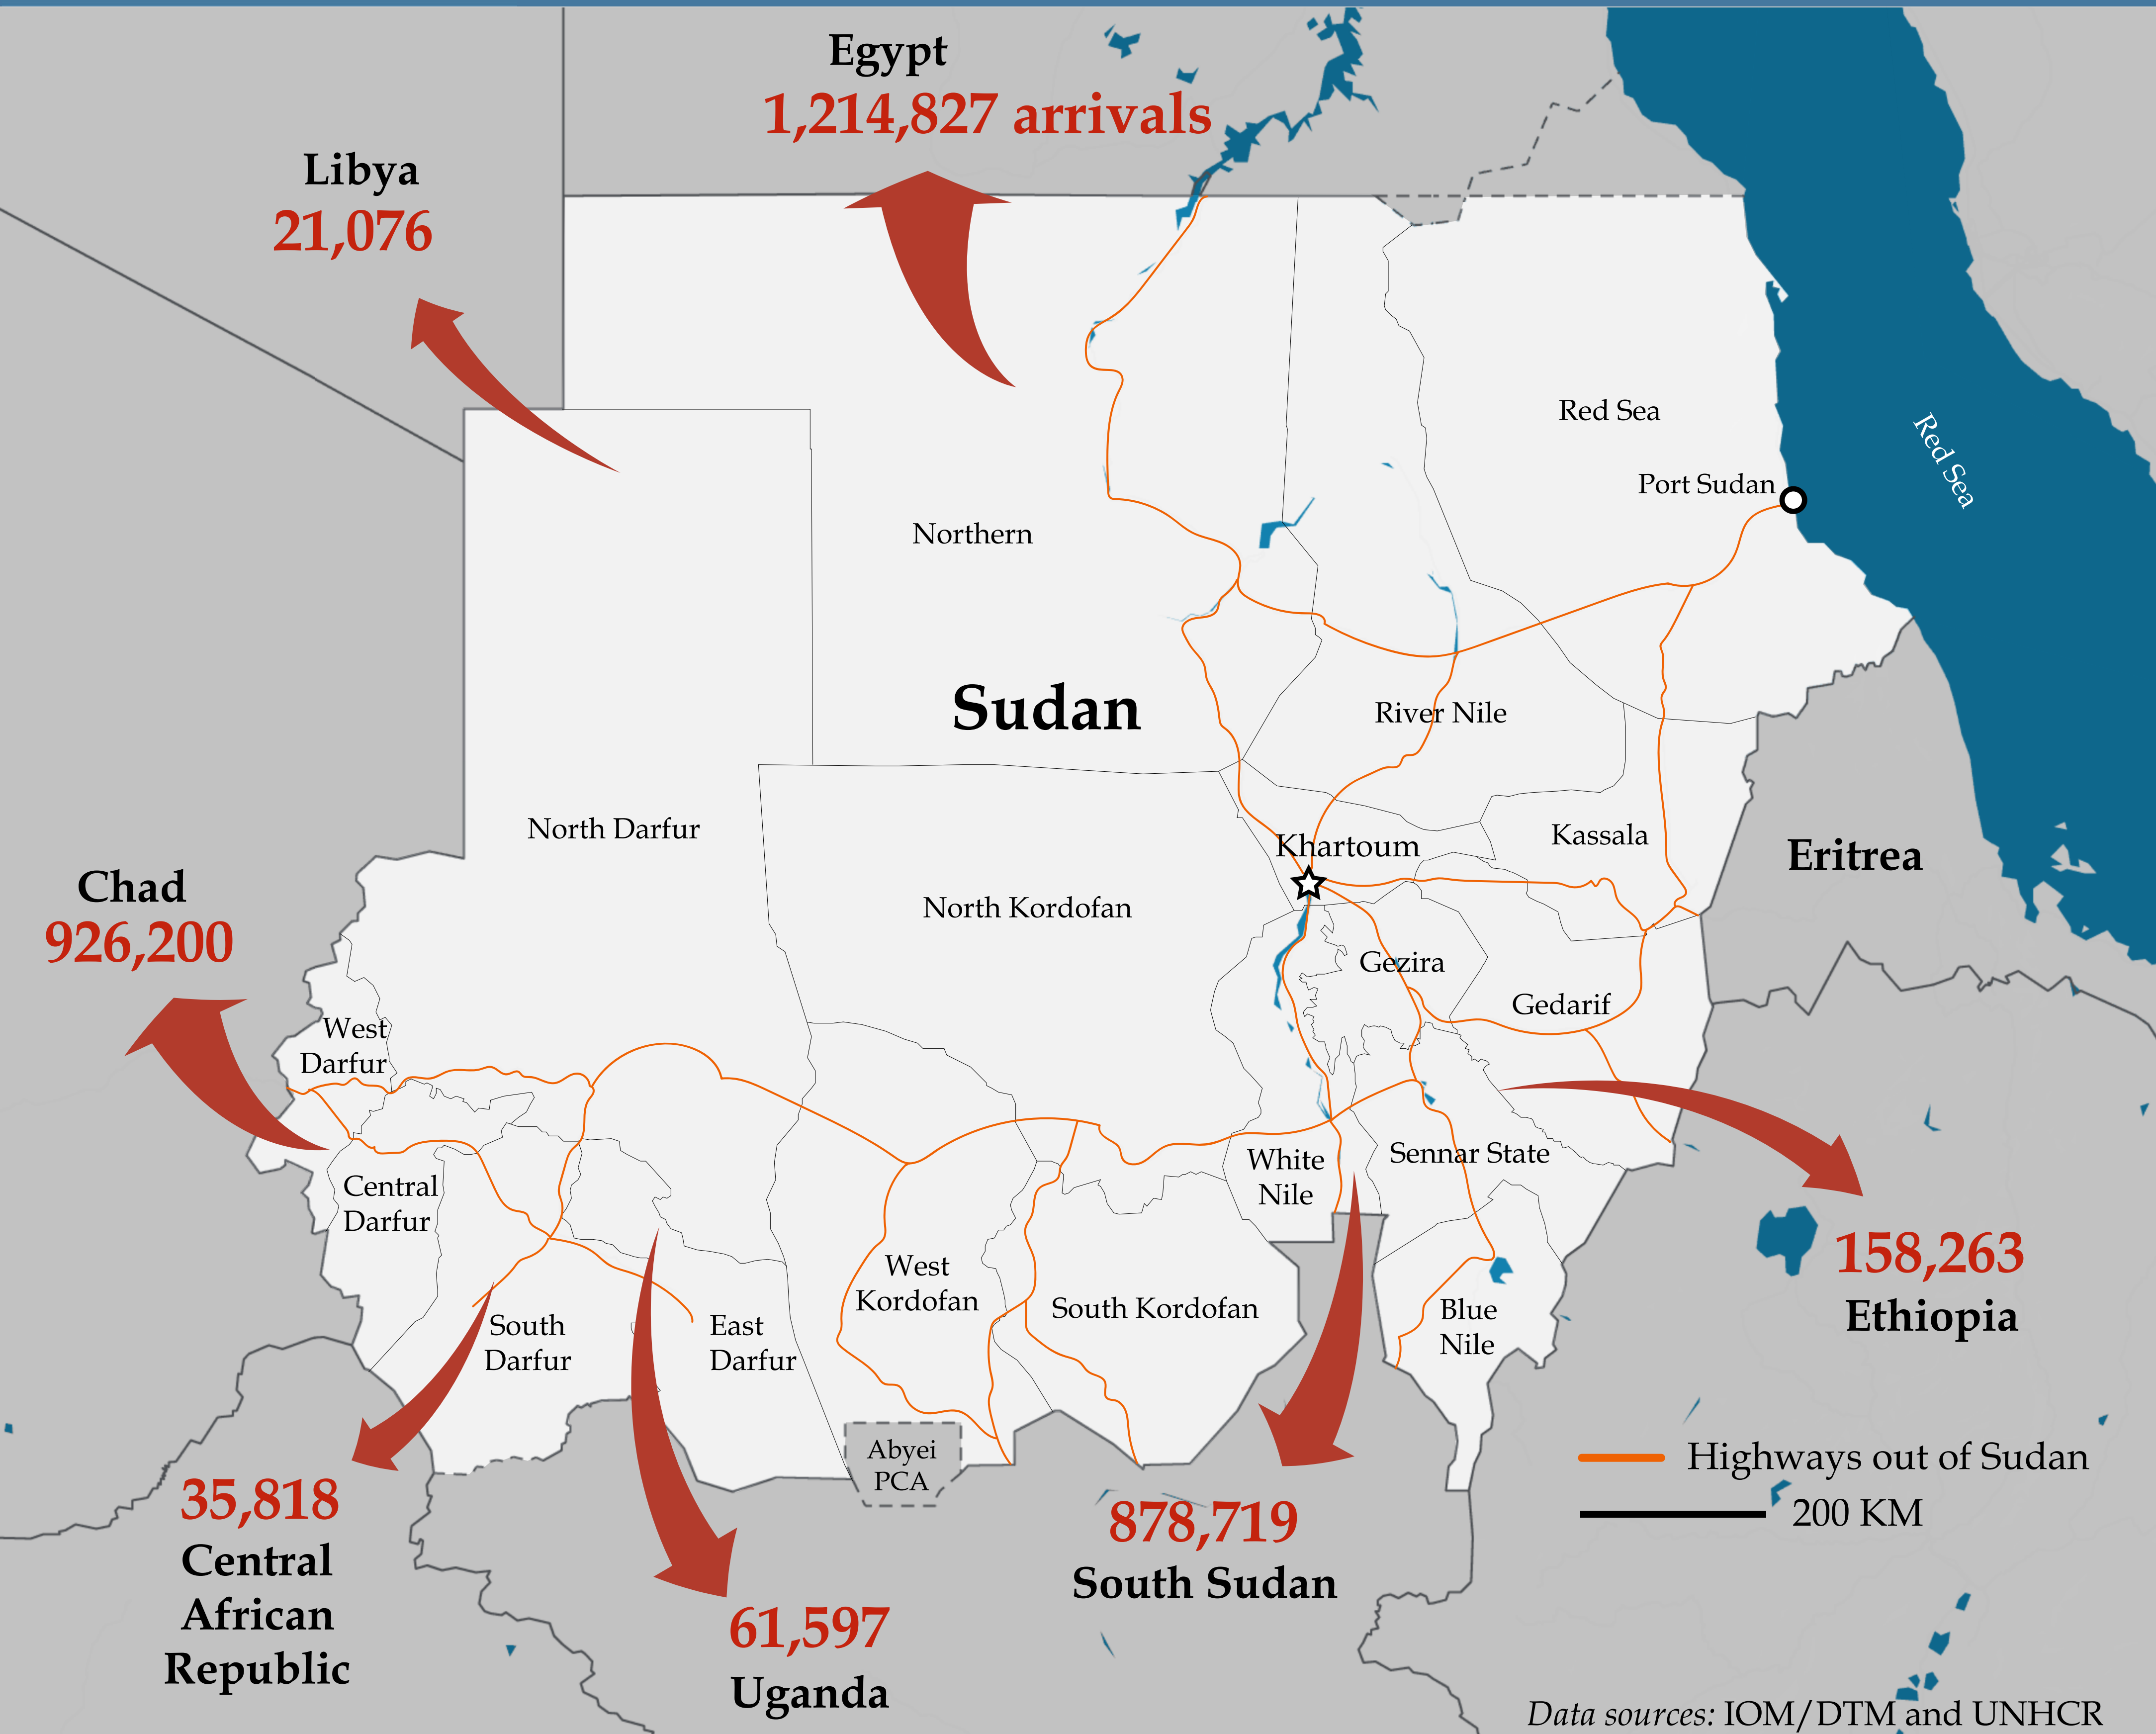 Egypt
1,214,827 arrivals
Libya
21,076
Red Sea
Red Sea
Port Sudan
Northern
Sudan
River Nile
North Darfur
Khartoum
Kassala
Eritrea
Chad
926,200
North Kordofan
Gezira
Gedarif
West
Darfur
Central
Darfur
White
Nile
Sennar State
158,263
Ethiopia
West
Kordofan
South Kordofan
Blue
Nile
South
Darfur
East
Darfur
Abyei
PCA
Highways out of Sudan
200 KM
35,818
Central
African
Republic
878,719
South Sudan
61,597
Uganda
Data sources: IOM/DTM and UNHCR